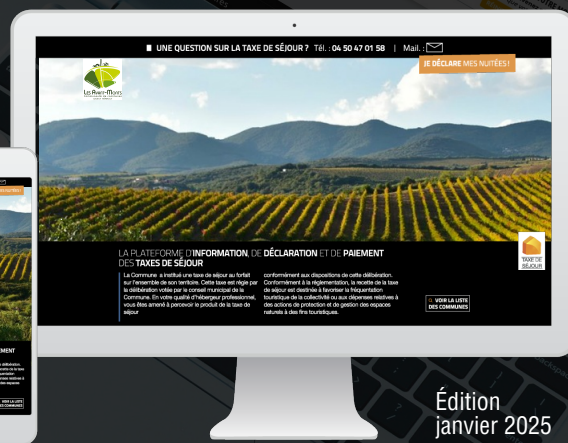 UNE QUESTION SUR LA TAXE DE SÉJOUR ? Tél. : 04 50 47 01 58 | Mail. :
JE DÉCLARE MES NUITÉES !
LES AVANT-MONTS
LA PLATEFORME D'INFORMATION, DE DÉCLARATION ET DE PAIEMENT
DES TAXES DE SÉJOUR
La Commune a institué une taxe de séjour au forfait
sur l'ensemble de son territoire. Cette taxe est régie par
la délibération votée par le conseil municipal de la
Commune. En votre qualité d'hébergeur professionnel,
vous êtes amené à percevoir le produit de la taxe de
séjour
conformément aux dispositions de cette délibération.
Conformément à la réglementation, la recette de la taxe
de séjour est destinée à favoriser la fréquentation
touristique de la collectivité ou aux dépenses relatives à
des actions de protection et de gestion des espaces
naturels à des fins touristiques.
TAXE DE
SÉJOUR
VOIR LA LISTE
DES COMMUNES
VOIR LA LISTE
Édition
janvier 2025